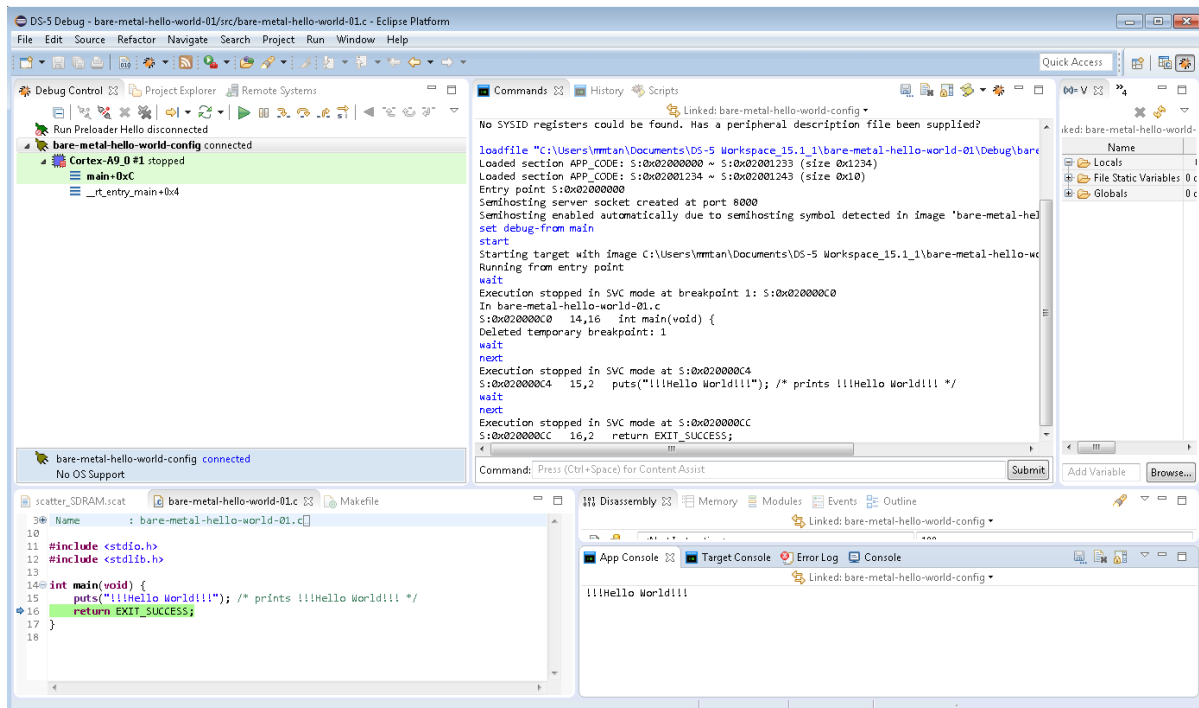 DS-5 Debug - bare-metal-hello-world-01/src/bare-metal-hello-world-01.c - Eclipse Platform
File Edit Source Refactor Navigate Search Project Run Window Help
Quick Access
Debug Control Project Explorer Remote Systems
Run Preloader Hello disconnected
bare-metal-hello-world-config connected
Cortex-A9_0 #1 stopped
main+0xC
__rt_entry_main+0x4
bare-metal-hello-world-config connected
No OS Support
Commands History Scripts
Linked: bare-metal-hello-world-config
No SYSID registers could be found. Has a peripheral description file been supplied?
loadfile "C:\Users\mmtan\Documents\DS-5 Workspace_15.1_1\bare-metal-hello-world-01\Debug\bare
Loaded section APP_CODE: S:0x02000000 ~ S:0x02001233 (size 0x1234)
Loaded section APP_CODE: S:0x02001234 ~ S:0x02001243 (size 0x10)
Entry point S:0x02000000
Semihosting server socket created at port 8000
Semihosting enabled automatically due to semihosting symbol detected in image 'bare-metal-hel
set debug-from main
start
Starting target with image C:\Users\mmtan\Documents\DS-5 Workspace_15.1_1\bare-metal-hello-wo
Running from entry point
wait
Execution stopped in SVC mode at breakpoint 1: S:0x020000C0
In bare-metal-hello-world-01.c
S:0x020000C0 14,16 int main(void) {
Deleted temporary breakpoint: 1
wait
next
Execution stopped in SVC mode at S:0x020000C4
S:0x020000C4 15,2 puts("!!!Hello World!!!"); /* prints !!!Hello World!!! */
wait
next
Execution stopped in SVC mode at S:0x020000CC
S:0x020000CC 16,2 return EXIT_SUCCESS;
Command: Press (Ctrl+Space) for Content Assist Submit
(x)= V 4
ked: bare-metal-hello-world-
Name
Locals
File Static Variables 0
Globals 0
Add Variable Browse...
scatter_SDRAM.scat bare-metal-hello-world-01.c Makefile
3 Name : bare-metal-hello-world-01.c
10
11 #include <stdio.h>
12 #include <stdlib.h>
13
14 int main(void) {
15 puts("!!!Hello World!!!"); /* prints !!!Hello World!!! */
16 return EXIT_SUCCESS;
17 }
18
Disassembly Memory Modules Events Outline
Linked: bare-metal-hello-world-config
App Console Target Console Error Log Console
Linked: bare-metal-hello-world-config
!!!Hello World!!!